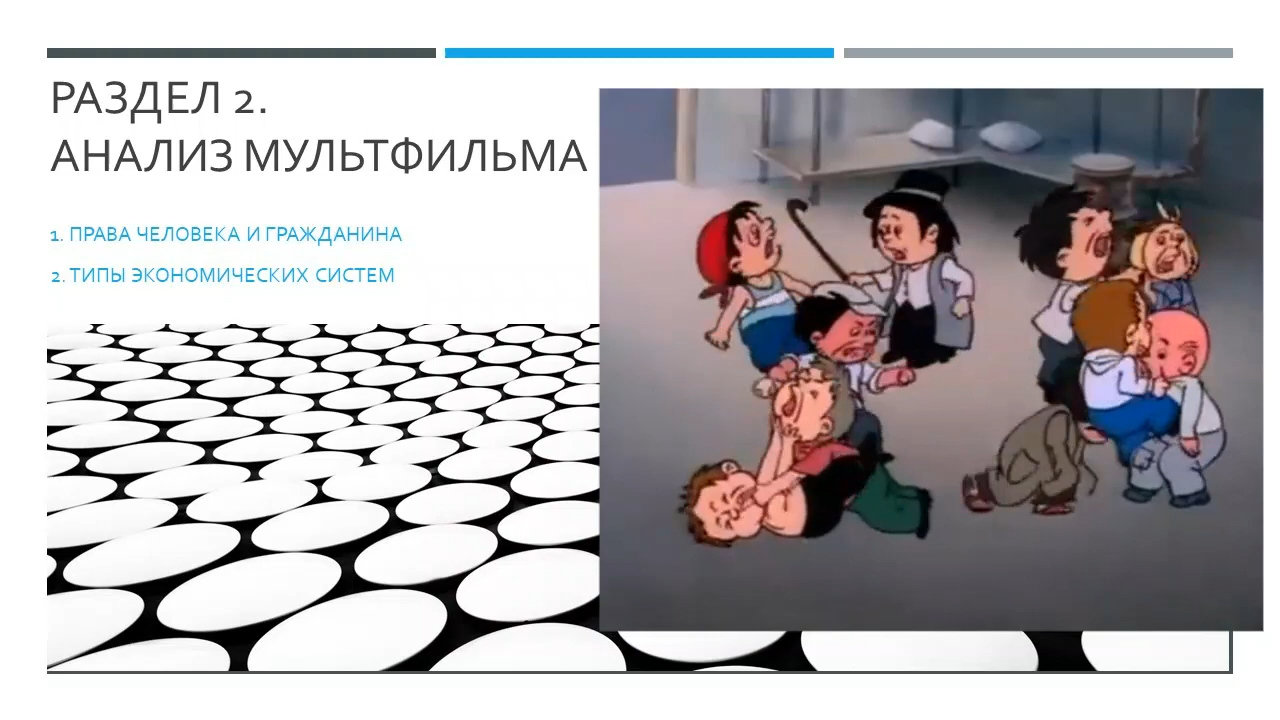 РАЗДЕЛ 2.
АНАЛИЗ МУЛЬТФИЛЬМА
1. ПРАВА ЧЕЛОВЕКА И ГРАЖДАНИНА
2. ТИПЫ ЭКОНОМИЧЕСКИХ СИСТЕМ